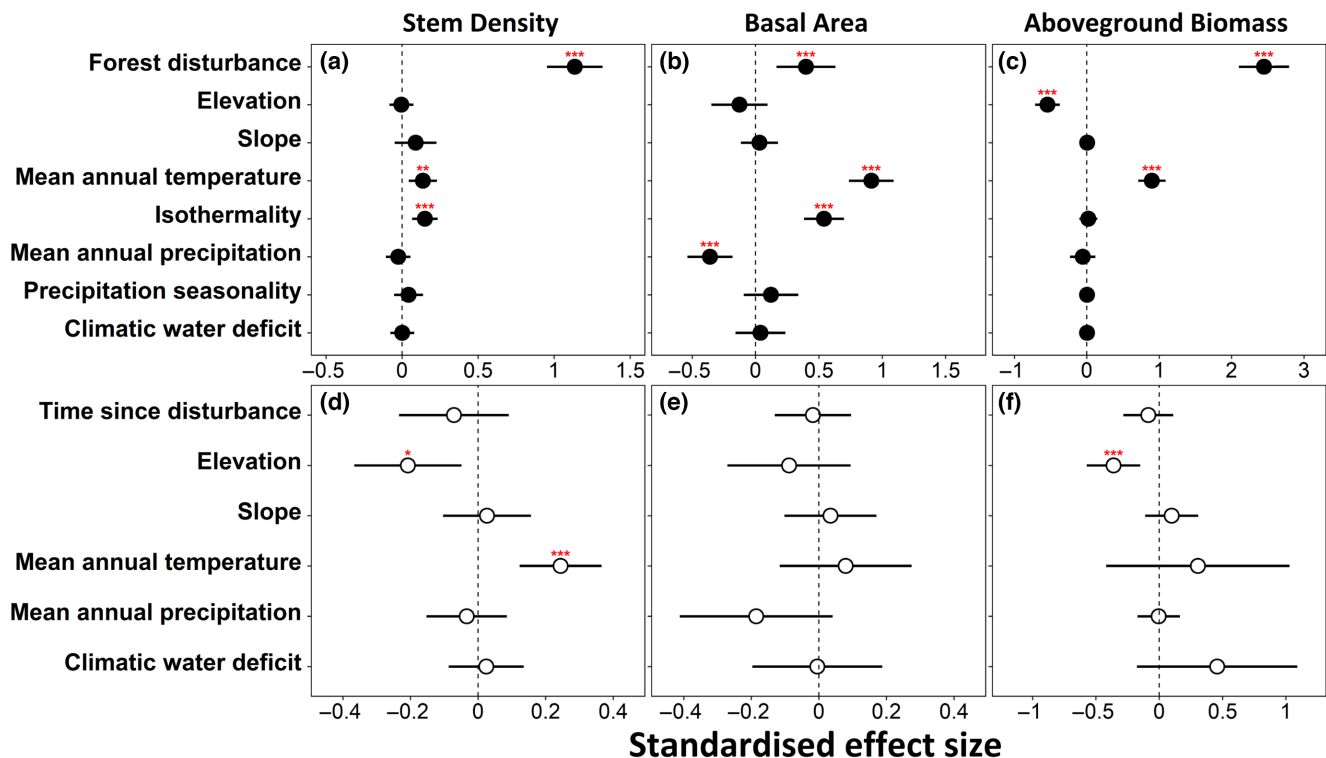 Stem Density Basal Area Aboveground Biomass
(a) (b) (c)
Forest disturbance *** *** ***
Elevation ***
Slope
Mean annual temperature ** *** ***
Isothermality *** ***
Mean annual precipitation ***
Precipitation seasonality
Climatic water deficit
–0.5 0 0.5 1 1.5 0 0.5 1 1.5 –1 0 1 2 3
(d) (e) (f)
Time since disturbance
Elevation * ***
Slope
Mean annual temperature ***
Mean annual precipitation
Climatic water deficit
–0.4 –0.2 0 0.2 0.4 –0.4 –0.2 0 0.2 0.4 –1 0 0.5 1
Standardised effect size